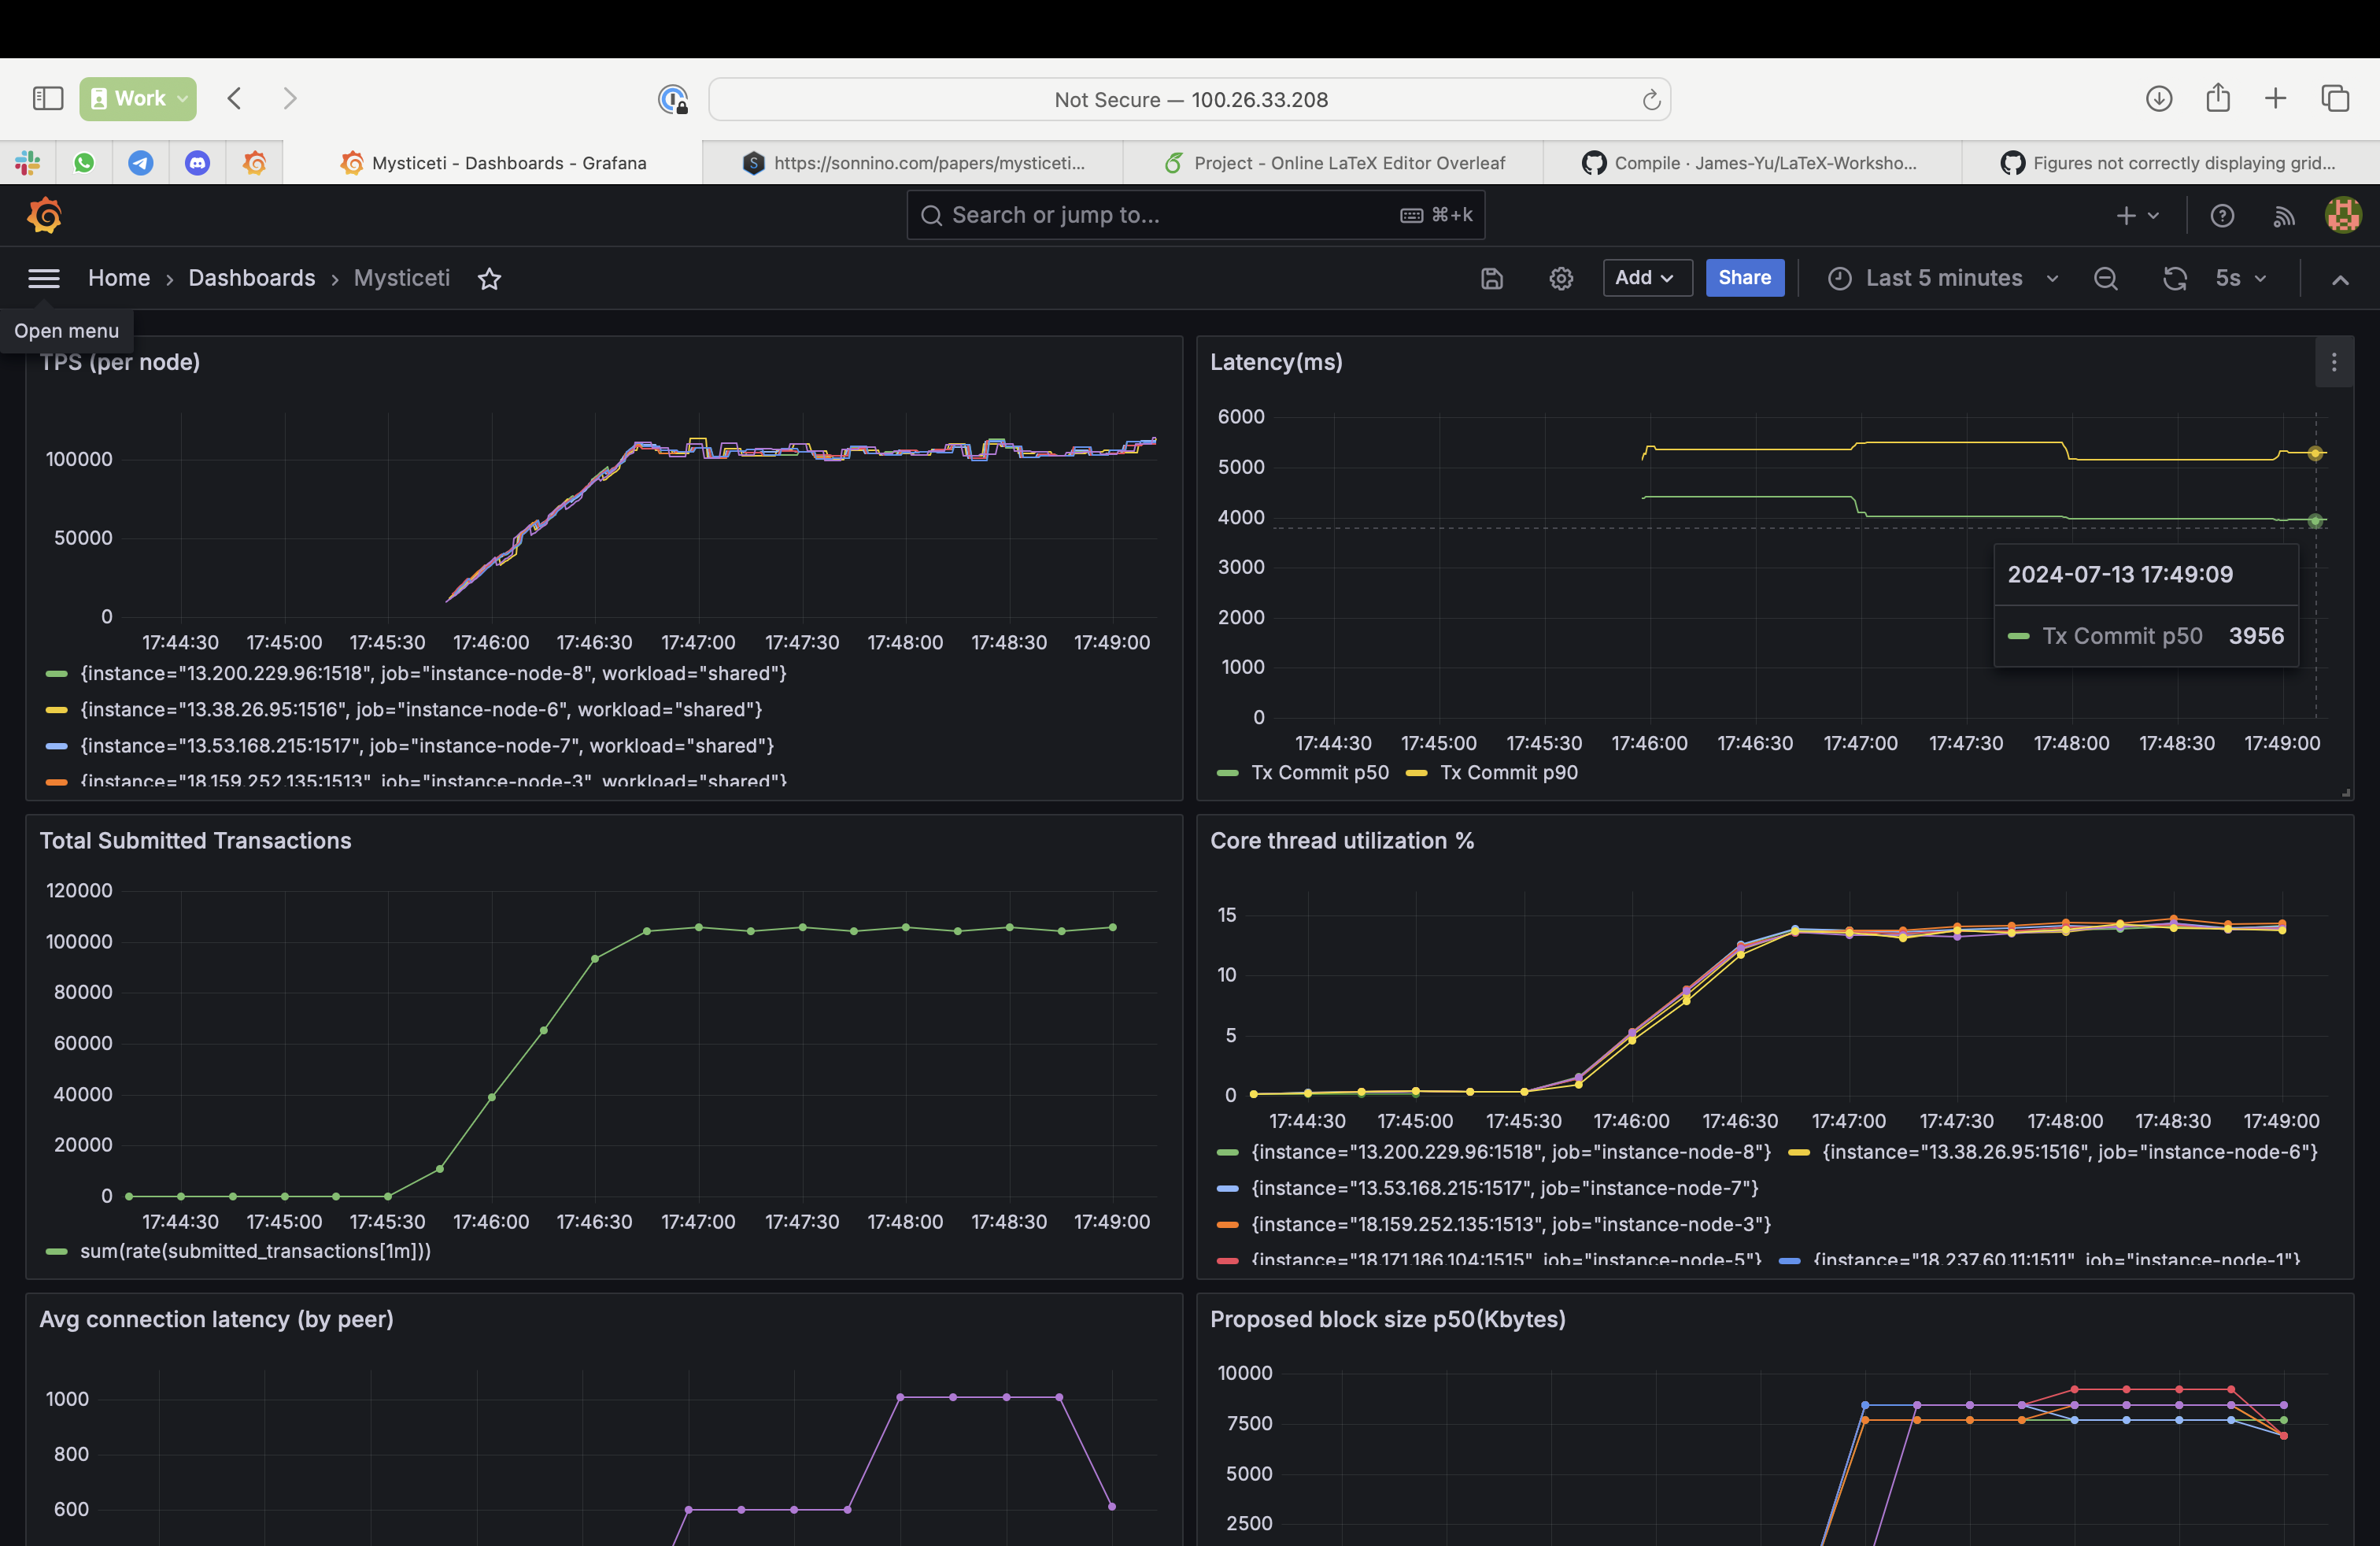 Work
Not Secure — 100.26.33.208
Mysticeti - Dashboards - Grafana
https://sonnino.com/papers/mysticeti...
Project - Online LaTeX Editor Overleaf
Compile · James-Yu/LaTeX-Worksho...
Figures not correctly displaying grid...
Search or jump to...
⌘+k
Home › Dashboards › Mysticeti
Add
Share
Last 5 minutes
5s
Open menu
TPS (per node)
100000
50000
0
17:44:30 17:45:00 17:45:30 17:46:00 17:46:30 17:47:00 17:47:30 17:48:00 17:48:30 17:49:00
{instance="13.200.229.96:1518", job="instance-node-8", workload="shared"}
{instance="13.38.26.95:1516", job="instance-node-6", workload="shared"}
{instance="13.53.168.215:1517", job="instance-node-7", workload="shared"}
{instance="18.159.252.135:1513" job="instance-node-3" workload="shared"}
Latency(ms)
6000
5000
4000
3000
2000
1000
0
2024-07-13 17:49:09
Tx Commit p50 3956
17:44:30 17:45:00 17:45:30 17:46:00 17:46:30 17:47:00 17:47:30 17:48:00 17:48:30 17:49:00
Tx Commit p50 Tx Commit p90
Total Submitted Transactions
120000
100000
80000
60000
40000
20000
0
17:44:30 17:45:00 17:45:30 17:46:00 17:46:30 17:47:00 17:47:30 17:48:00 17:48:30 17:49:00
sum(rate(submitted_transactions[1m]))
Core thread utilization %
15
10
5
0
17:44:30 17:45:00 17:45:30 17:46:00 17:46:30 17:47:00 17:47:30 17:48:00 17:48:30 17:49:00
{instance="13.200.229.96:1518", job="instance-node-8"} {instance="13.38.26.95:1516", job="instance-node-6"}
{instance="13.53.168.215:1517", job="instance-node-7"}
{instance="18.159.252.135:1513", job="instance-node-3"}
{instance="18.171.186.104:1515" job="instance-node-5"} {instance="18.237.60.11:1511" job="instance-node-1"}
Avg connection latency (by peer)
1000
800
600
Proposed block size p50(Kbytes)
10000
7500
5000
2500